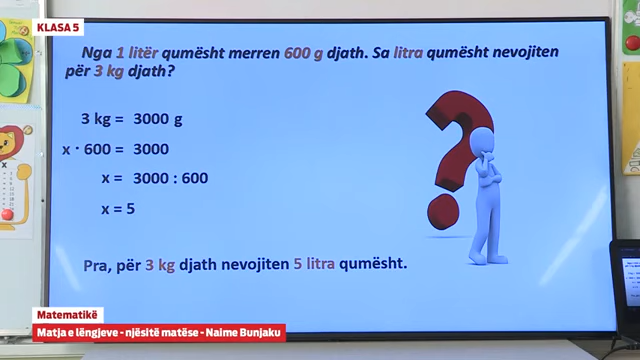 KLASA 5
Nga 1 litër qumësht merren 600 g djath. Sa litra qumësht nevojiten
për 3 kg djath?
3 kg = 3000 g
x · 600 = 3000
x = 3000 : 600
x = 5
Pra, për 3 kg djath nevojiten 5 litra qumësht.
Matematikë
Matja e lëngjeve - njësitë matëse - Naime Bunjaku